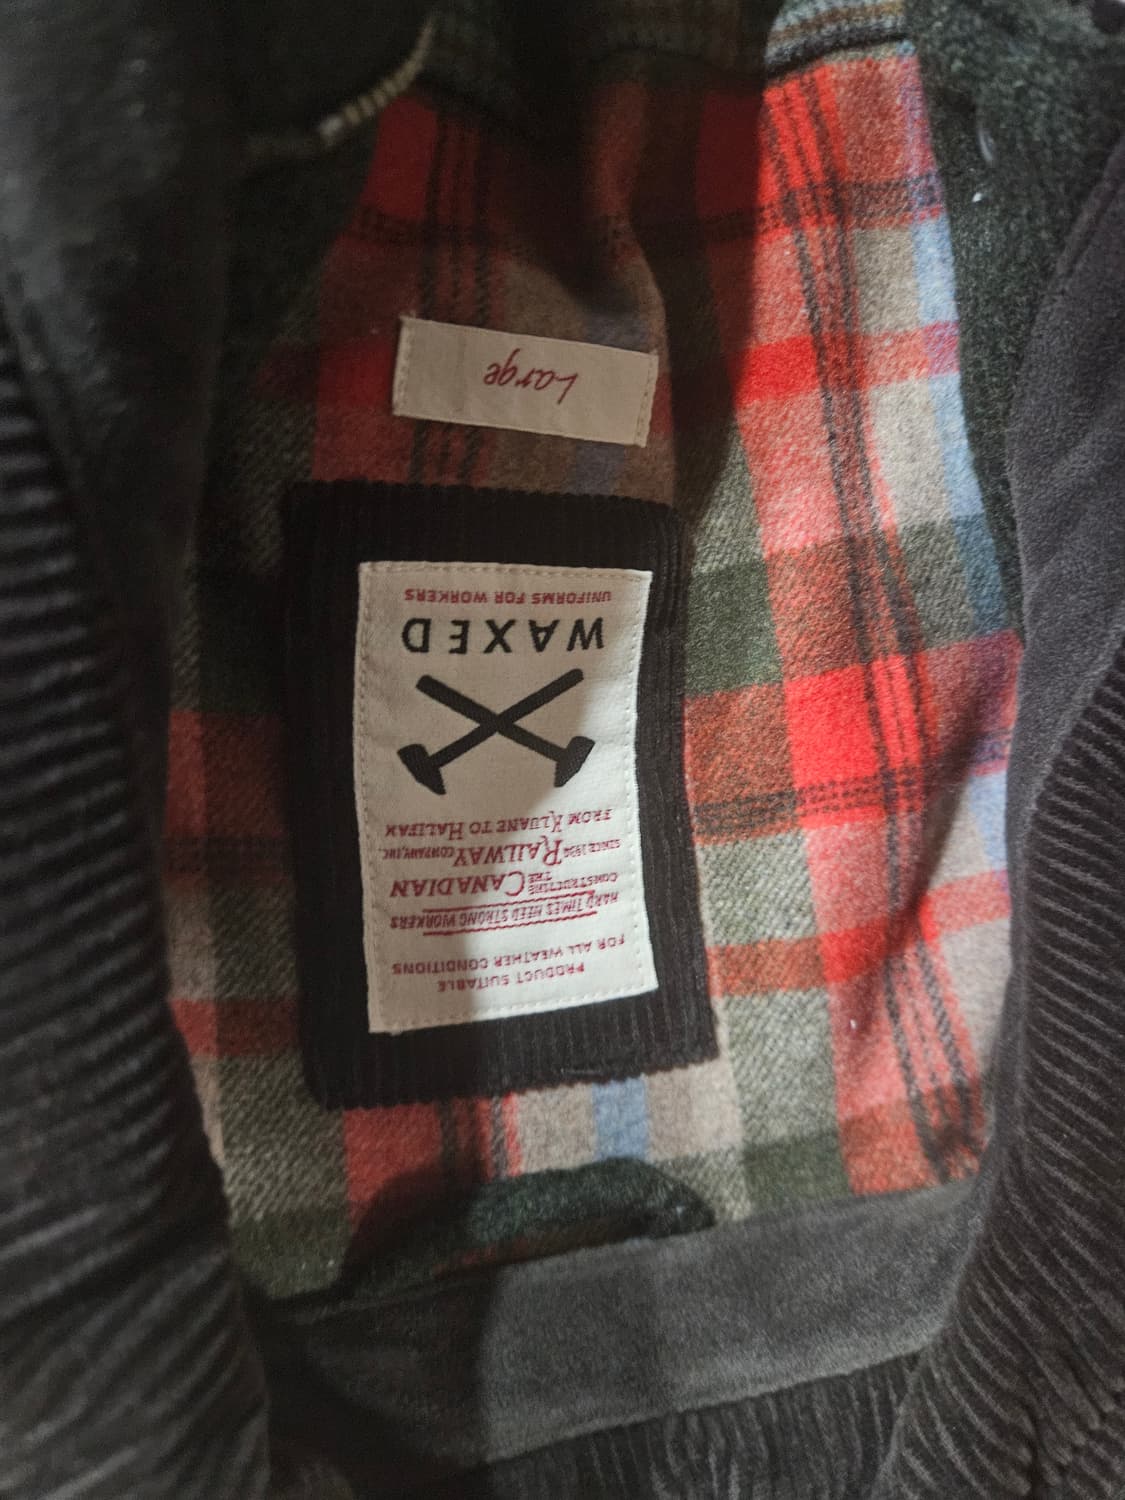 PRODUCT SUITABLE
FOR ALL WEATHER CONDITIONS
HARD TIMES NEED STRONG WORKERS
CONSTRUCTING THE CANADIAN
SINCE 1934 RAILWAY COMPANY, INC.
FROM KLUANE TO HALIFAX
WAXED
UNIFORMS FOR WORKERS
Large